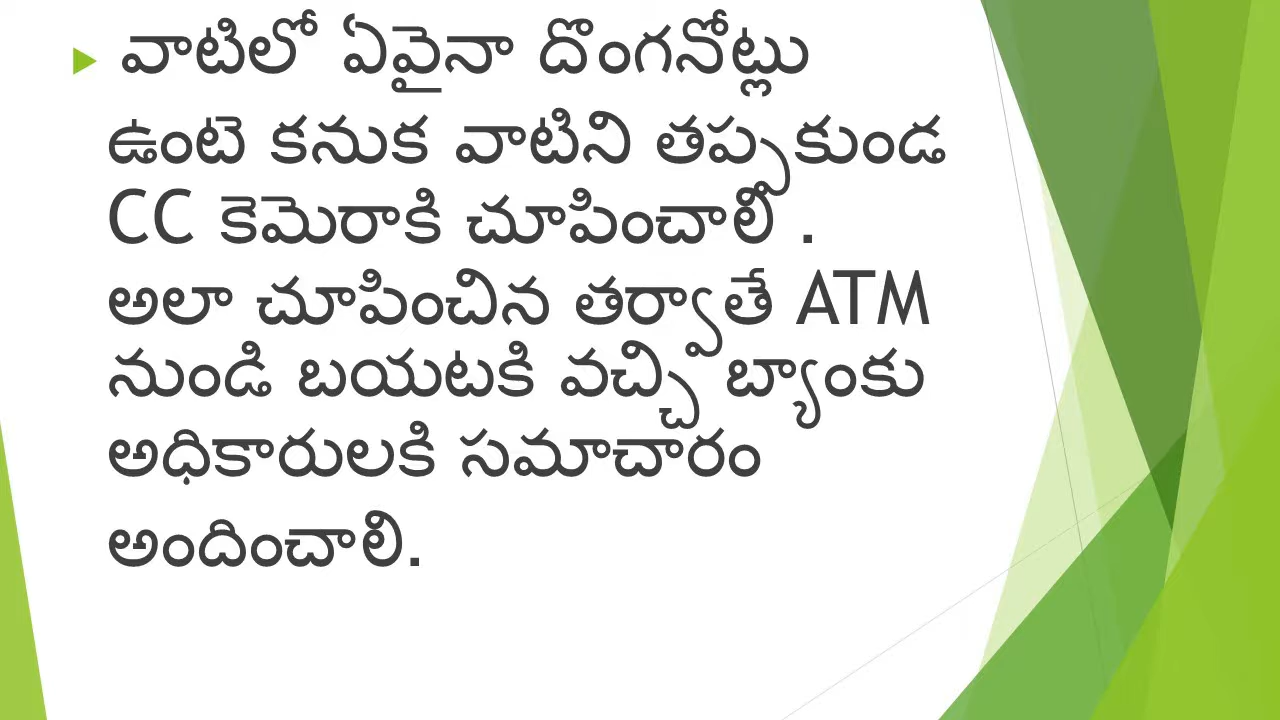 వాటిలో ఏవైనా దొంగనోట్లు
ఉంటె కనుక వాటిని తప్పకుండ
CC కెమెరాకి చూపించాలి .
అలా చూపించిన తర్వాతే ATM
నుండి బయటకి వచ్చి బ్యాంకు
అధికారులకి సమాచారం
అందించాలి.